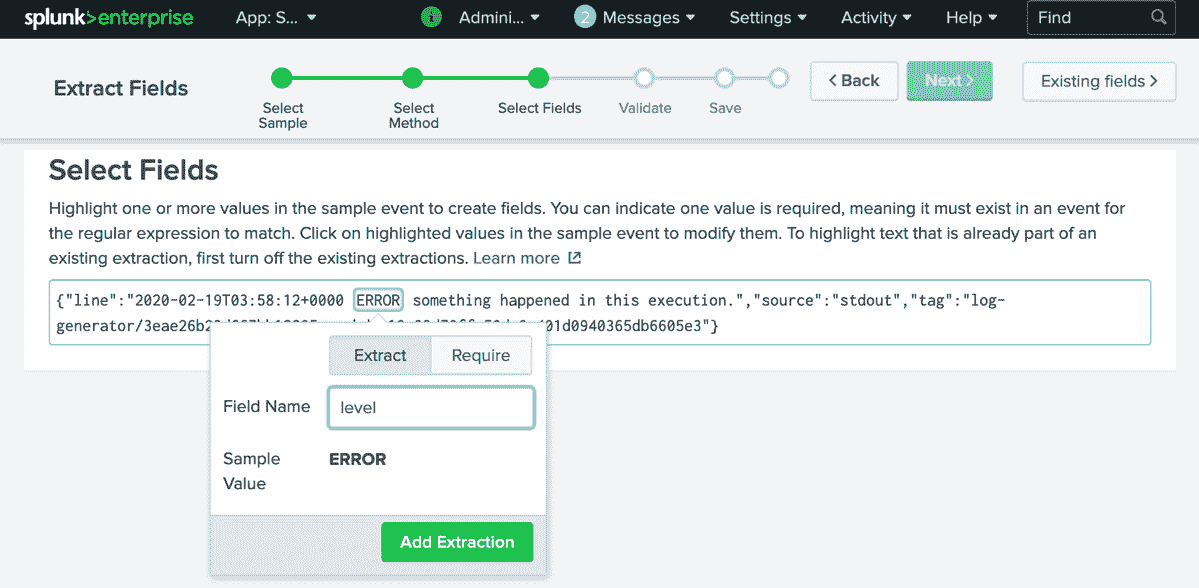 splunk>enterprise App: S... ▾ Admini... ▾ 2 Messages ▾ Settings ▾ Activity ▾ Help ▾ Find
Extract Fields
Select Sample
Select Method
Select Fields
Validate
Save
< Back
Next >
Existing fields >
Select Fields
Highlight one or more values in the sample event to create fields. You can indicate one value is required, meaning it must exist in an event for
the regular expression to match. Click on highlighted values in the sample event to modify them. To highlight text that is already part of an
existing extraction, first turn off the existing extractions. Learn more
{"line":"2020-02-19T03:58:12+0000 ERROR something happened in this execution.","source":"stdout","tag":"log-
generator/3eae26b 01d0940365db6605e3"}
Extract Require
Field Name level
Sample Value ERROR
Add Extraction